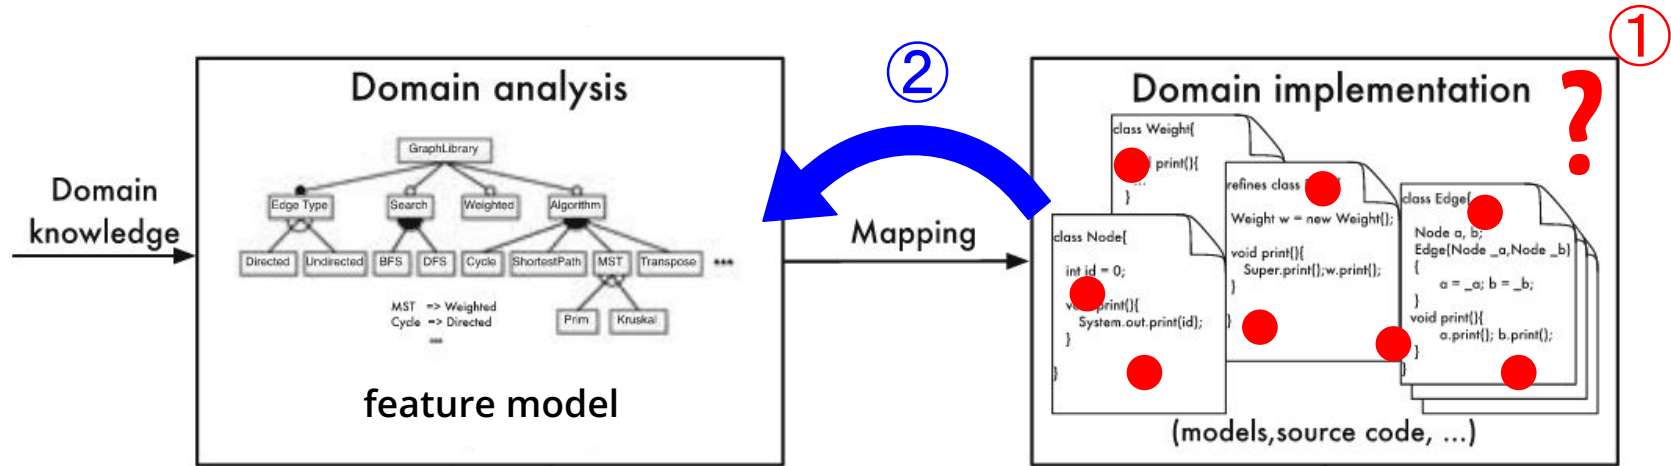 ①
②
Domain analysis
Domain implementation
?
GraphLibrary
Edge Type
Search
Weighted
Algorithm
Directed
Undirected
BFS
DFS
Cycle
ShortestPath
MST
Transpose
...
MST => Weighted
Cycle => Directed
...
Prim
Kruskal
feature model
Domain
knowledge
Mapping
class Weight{
print(){
...
}
refines class
Weight w = new Weight();
void print(){
Super.print();w.print();
}
}
class Edge{
Node a, b;
Edge(Node _a,Node _b)
{
a = _a; b = _b;
}
void print(){
a.print(); b.print();
}
}
class Node{
int id = 0;
print(){
System.out.print(id);
}
}
(models,source code, ...)